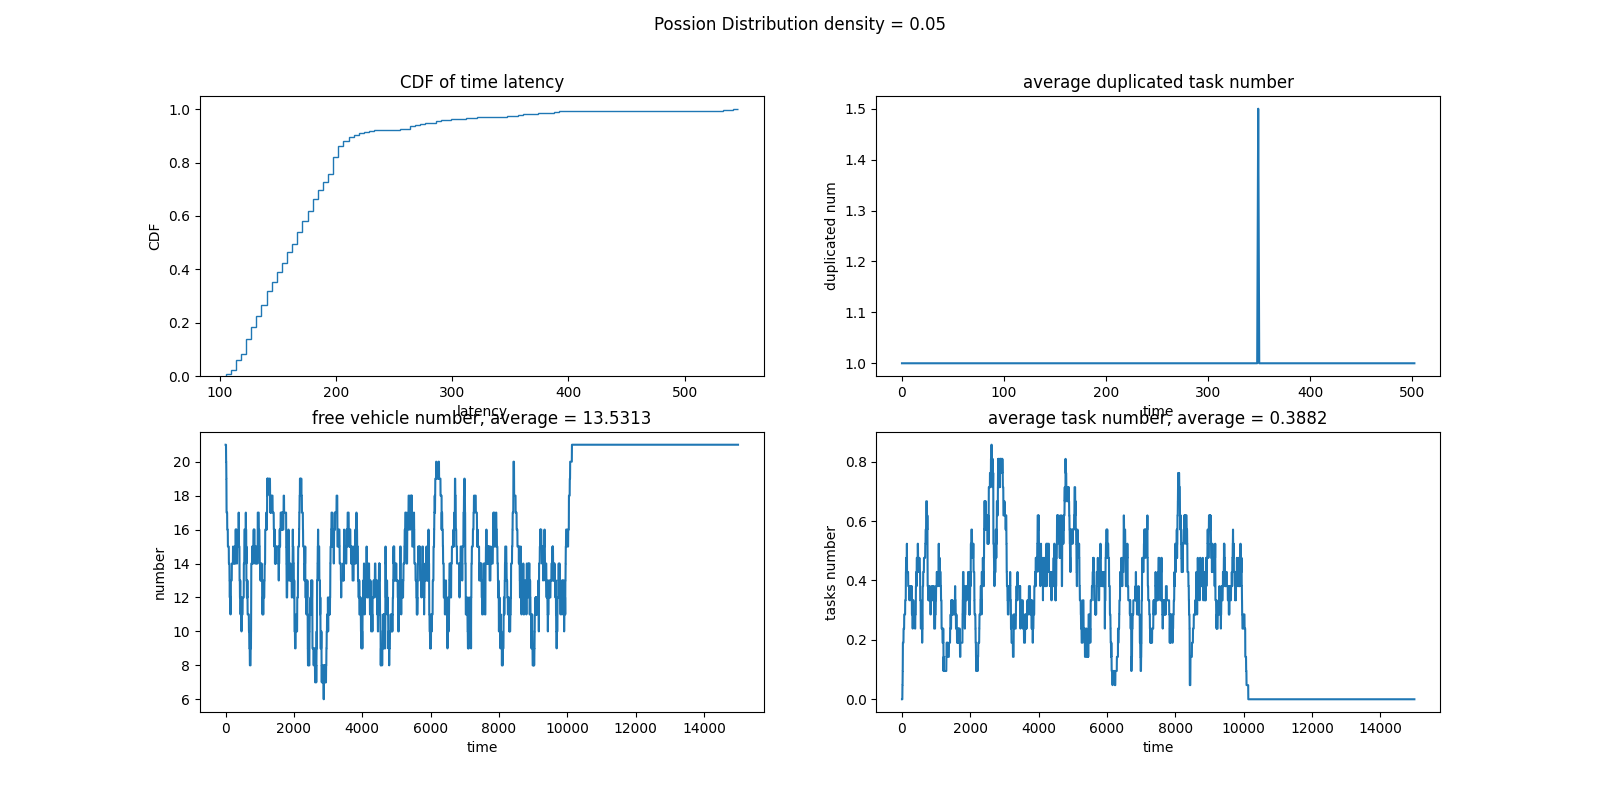 Possion Distribution density = 0.05
CDF of time latency
1.0
0.8
0.6
0.4
0.2
0.0
CDF
100 200 300 400 500
latency
average duplicated task number
1.5
1.4
1.3
1.2
1.1
1.0
duplicated num
0 100 200 300 400 500
time
free vehicle number, average = 13.5313
20
18
16
14
12
10
8
6
number
0 2000 4000 6000 8000 10000 12000 14000
time
average task number, average = 0.3882
0.8
0.6
0.4
0.2
0.0
tasks number
0 2000 4000 6000 8000 10000 12000 14000
time